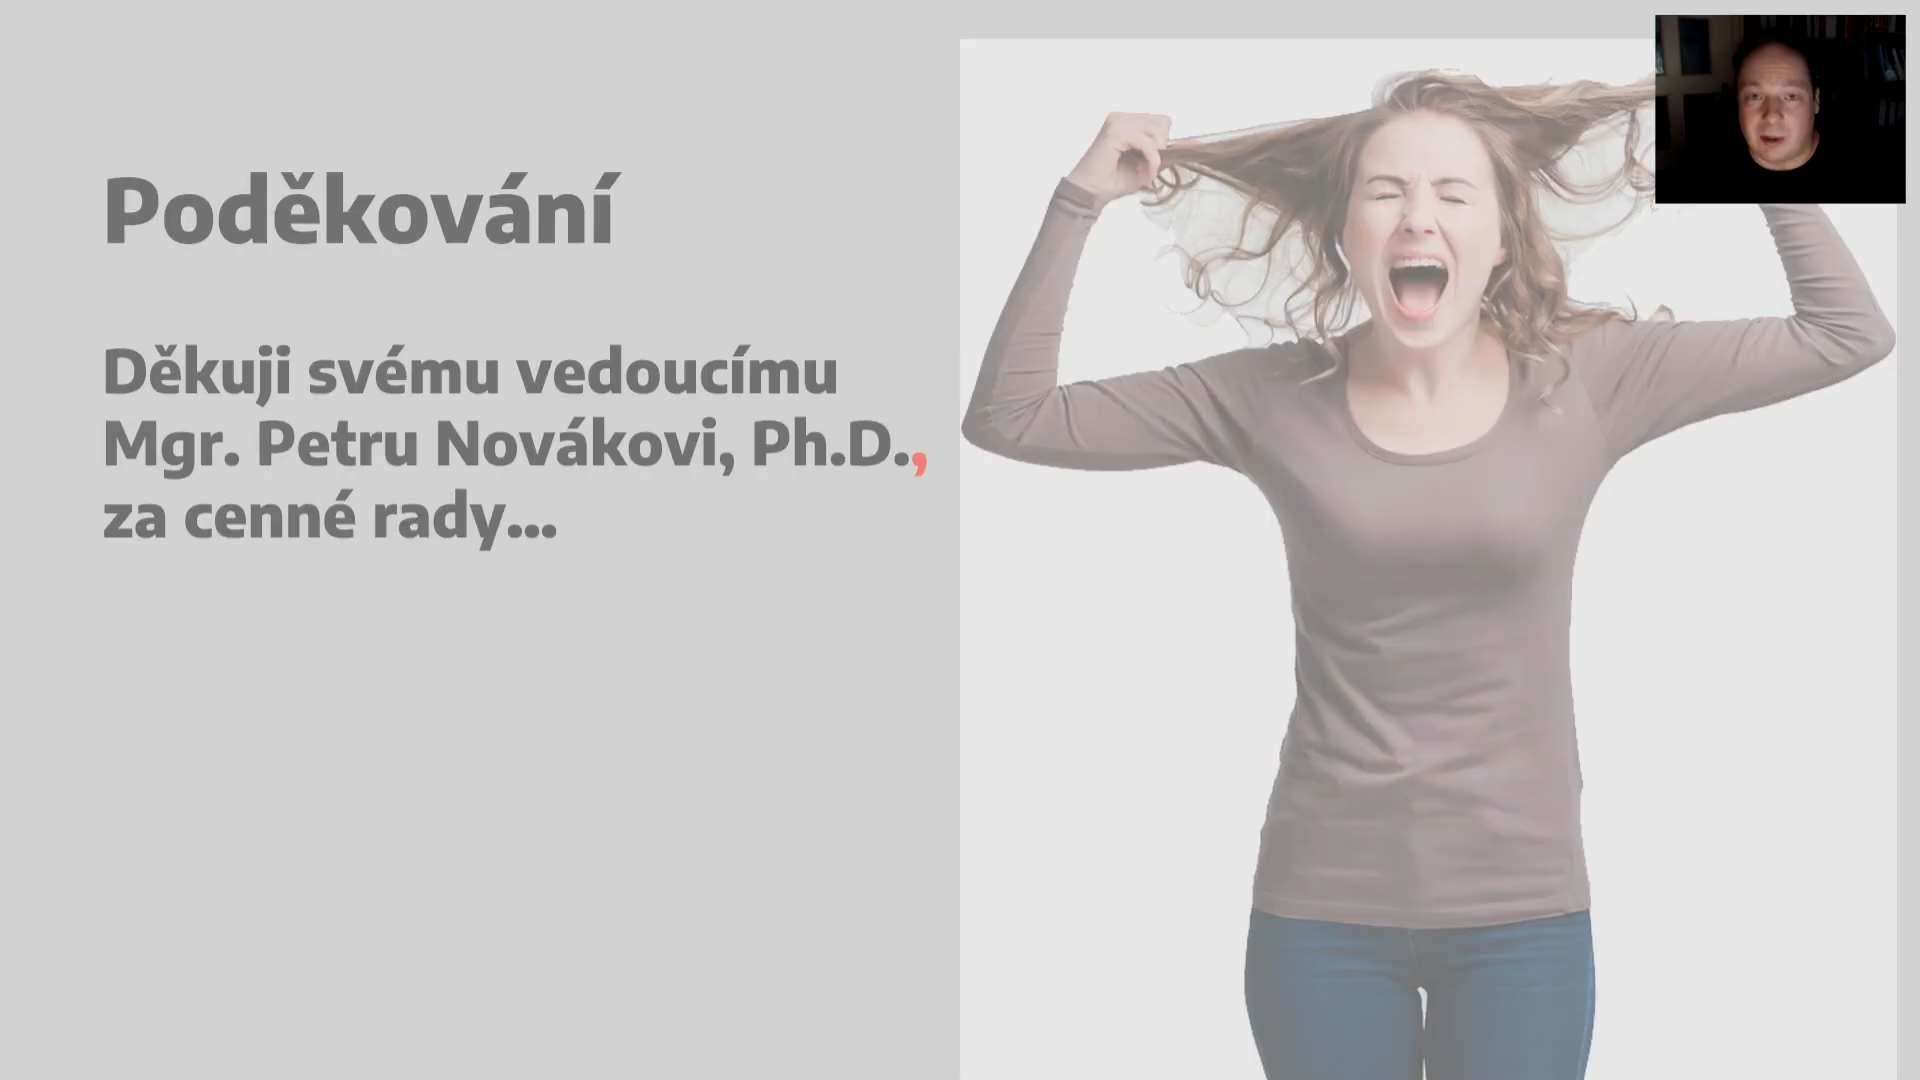 Poděkování
Děkuji svému vedoucímu
Mgr. Petru Novákovi, Ph.D.,
za cenné rady...